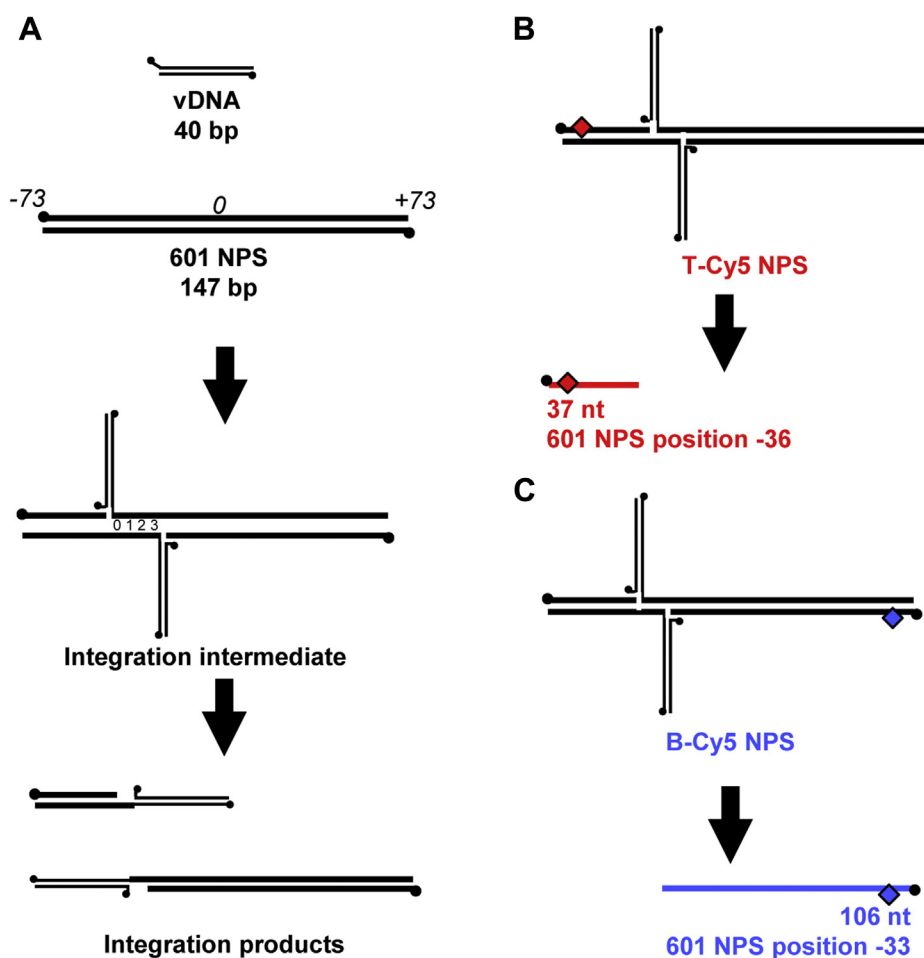 A
vDNA
40 bp
-73 0 +73
601 NPS
147 bp
0 1 2 3
Integration intermediate
Integration products
B
T-Cy5 NPS
37 nt
601 NPS position -36
C
B-Cy5 NPS
106 nt
601 NPS position -33